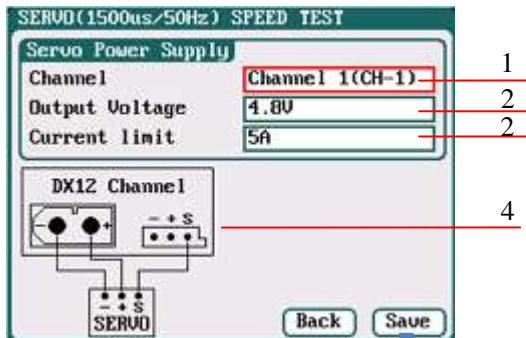 SERVO(1500us/50Hz) SPEED TEST
Servo Power Supply
Channel Channel 1(CH-1) 1
Output Voltage 4.8V 2
Current limit 5A 2
DX12 Channel
- + S
- +
4
- + S
SERVO
Back Save